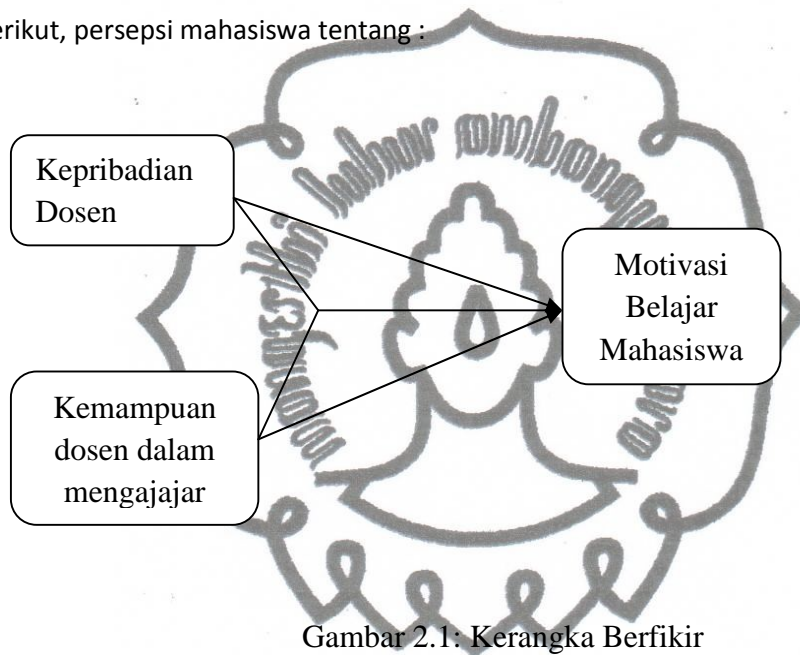 erikut, persepsi mahasiswa tentang :
Kepribadian
Dosen
Motivasi
Belajar
Mahasiswa
Kemampuan
dosen dalam
mengajajar
Gambar 2.1: Kerangka Berfikir